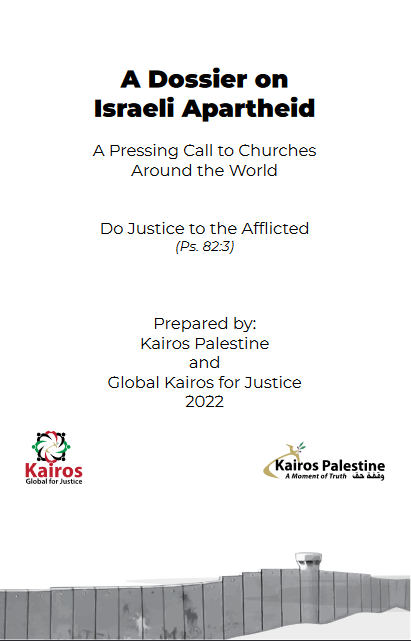 A Dossier on
Israeli Apartheid
A Pressing Call to Churches
Around the World
Do Justice to the Afflicted
(Ps. 82:3)
Prepared by:
Kairos Palestine
and
Global Kairos for Justice
2022
Kairos
Global for Justice
Kairos Palestine
A Moment of Truth وقفة حق